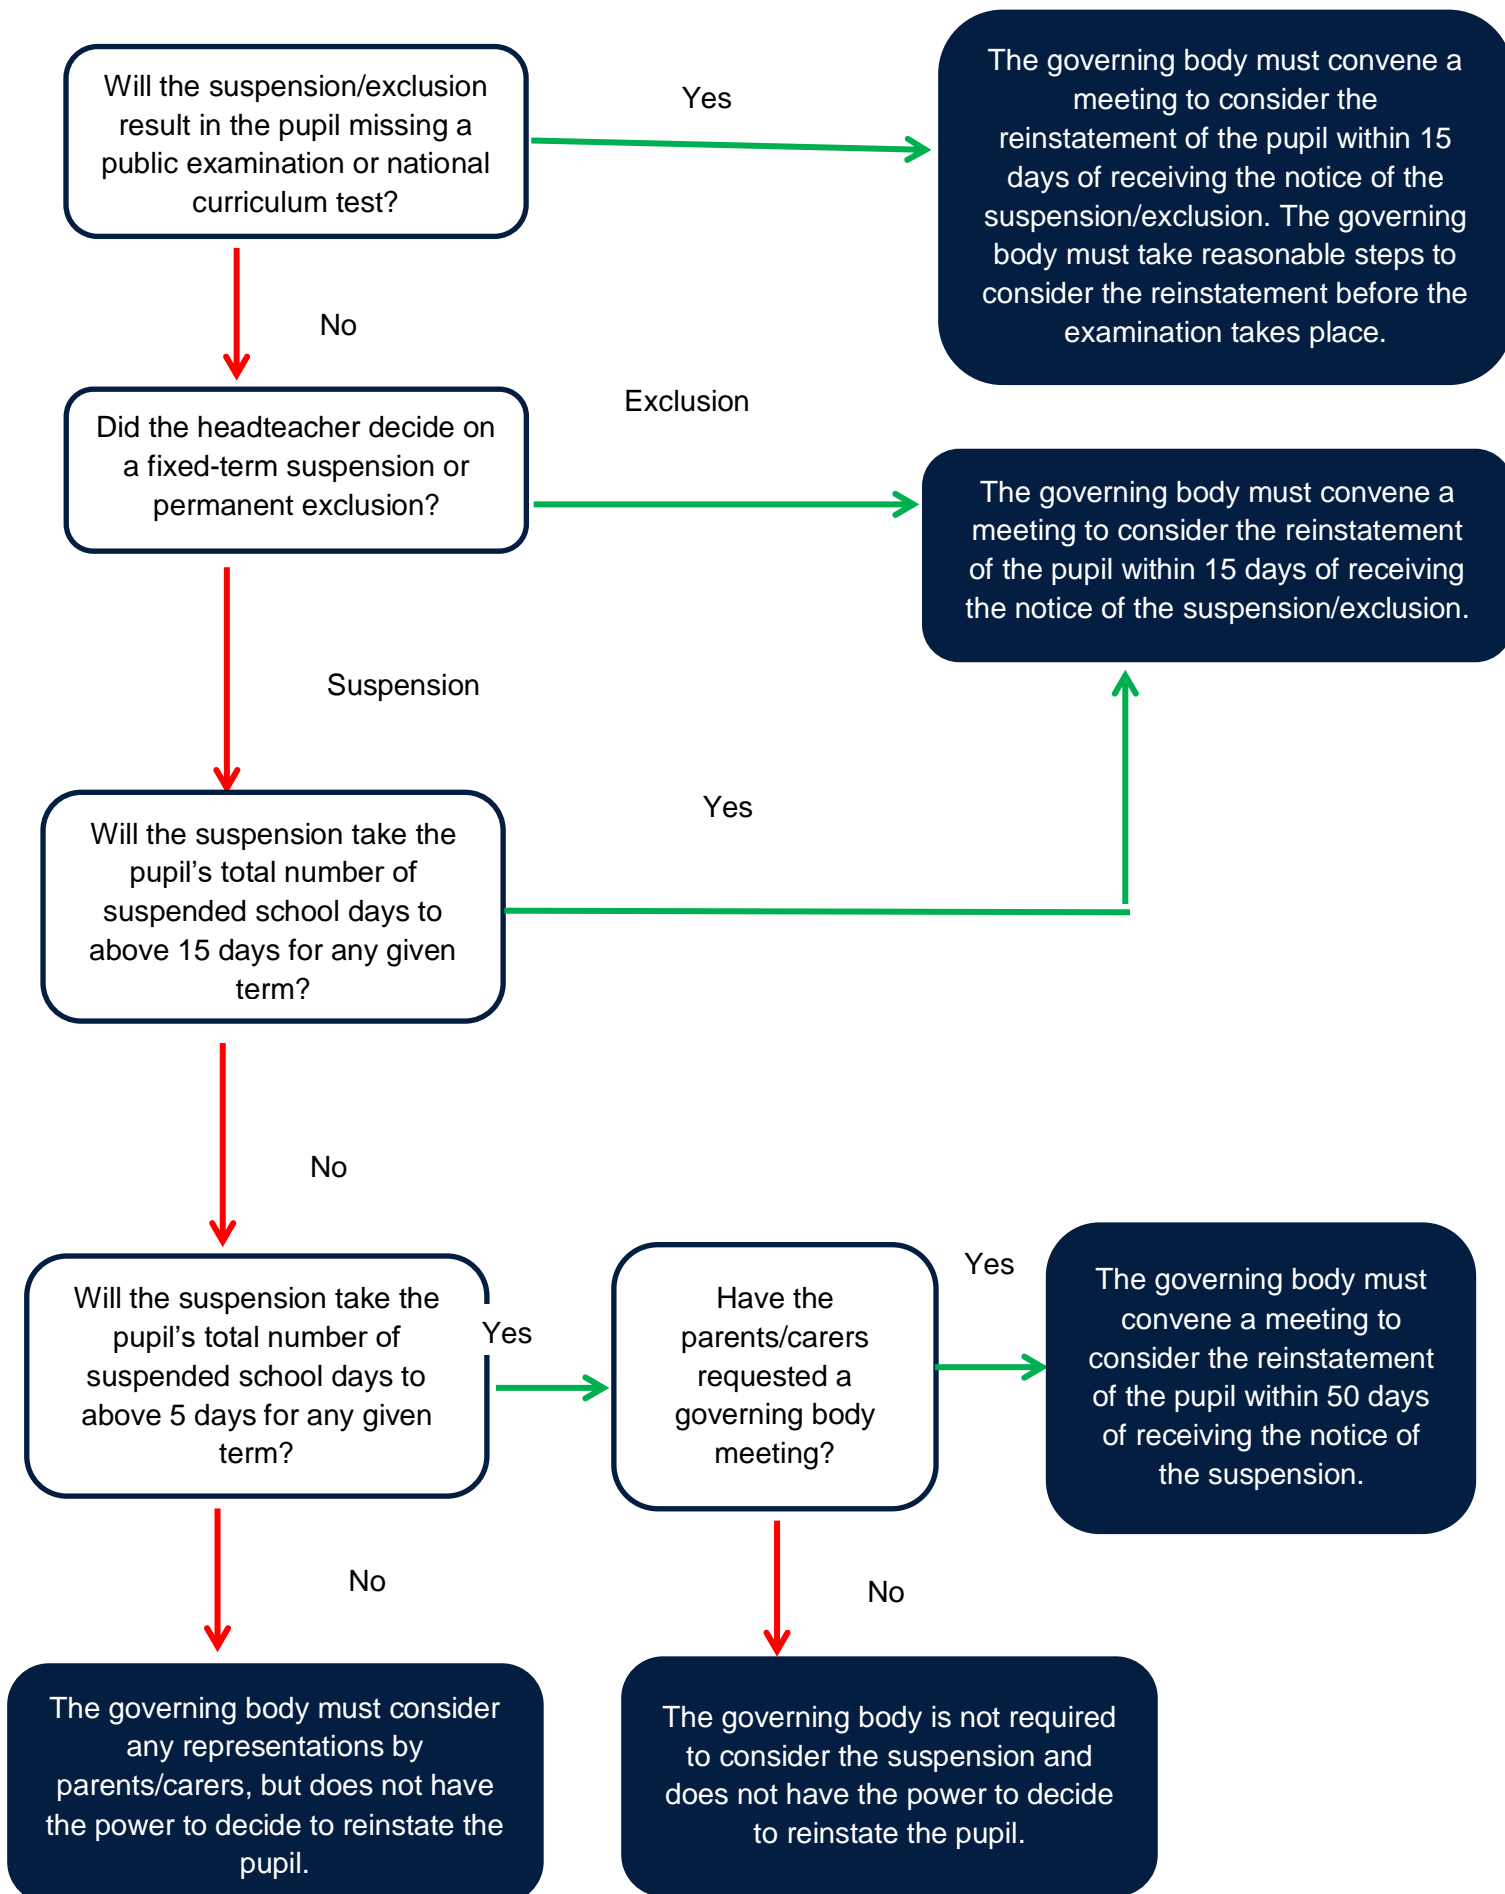 Will the suspension/exclusion
result in the pupil missing a
public examination or national
curriculum test?
Yes
The governing body must convene a
meeting to consider the
reinstatement of the pupil within 15
days of receiving the notice of the
suspension/exclusion. The governing
body must take reasonable steps to
consider the reinstatement before the
examination takes place.
No
Did the headteacher decide on
a fixed-term suspension or
permanent exclusion?
Exclusion
The governing body must convene a
meeting to consider the reinstatement
of the pupil within 15 days of receiving
the notice of the suspension/exclusion.
Suspension
Will the suspension take the
pupil’s total number of
suspended school days to
above 15 days for any given
term?
Yes
No
Will the suspension take the
pupil’s total number of
suspended school days to
above 5 days for any given
term?
Yes
Have the
parents/carers
requested a
governing body
meeting?
Yes
The governing body must
convene a meeting to
consider the reinstatement
of the pupil within 50 days
of receiving the notice of
the suspension.
No
No
The governing body must consider
any representations by
parents/carers, but does not have
the power to decide to reinstate the
pupil.
The governing body is not required
to consider the suspension and
does not have the power to decide
to reinstate the pupil.